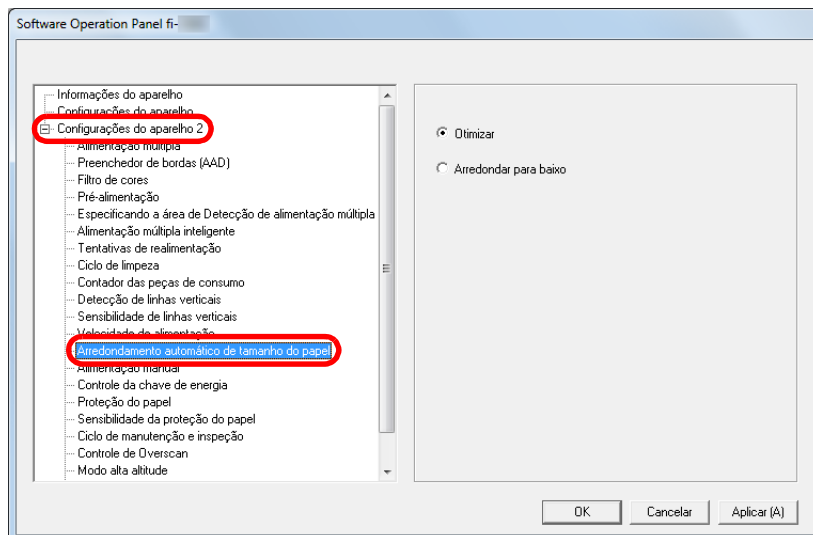 Software Operation Panel fi-
Informações do aparelho
Configurações do aparelho
Configurações do aparelho 2
Alimentação múltipla
Preenchedor de bordas (AAD)
Filtro de cores
Pré-alimentação
Especificando a área de Detecção de alimentação múltipla
Alimentação múltipla inteligente
Tentativas de realimentação
Ciclo de limpeza
Contador das peças de consumo
Detecção de linhas verticais
Sensibilidade de linhas verticais
Velocidade de alimentação
Arredondamento automático de tamanho do papel
Alimentação manual
Controle da chave de energia
Proteção do papel
Sensibilidade da proteção do papel
Ciclo de manutenção e inspeção
Controle de Overscan
Modo alta altitude
Otimizar
Arredondar para baixo
OK Cancelar Aplicar (A)